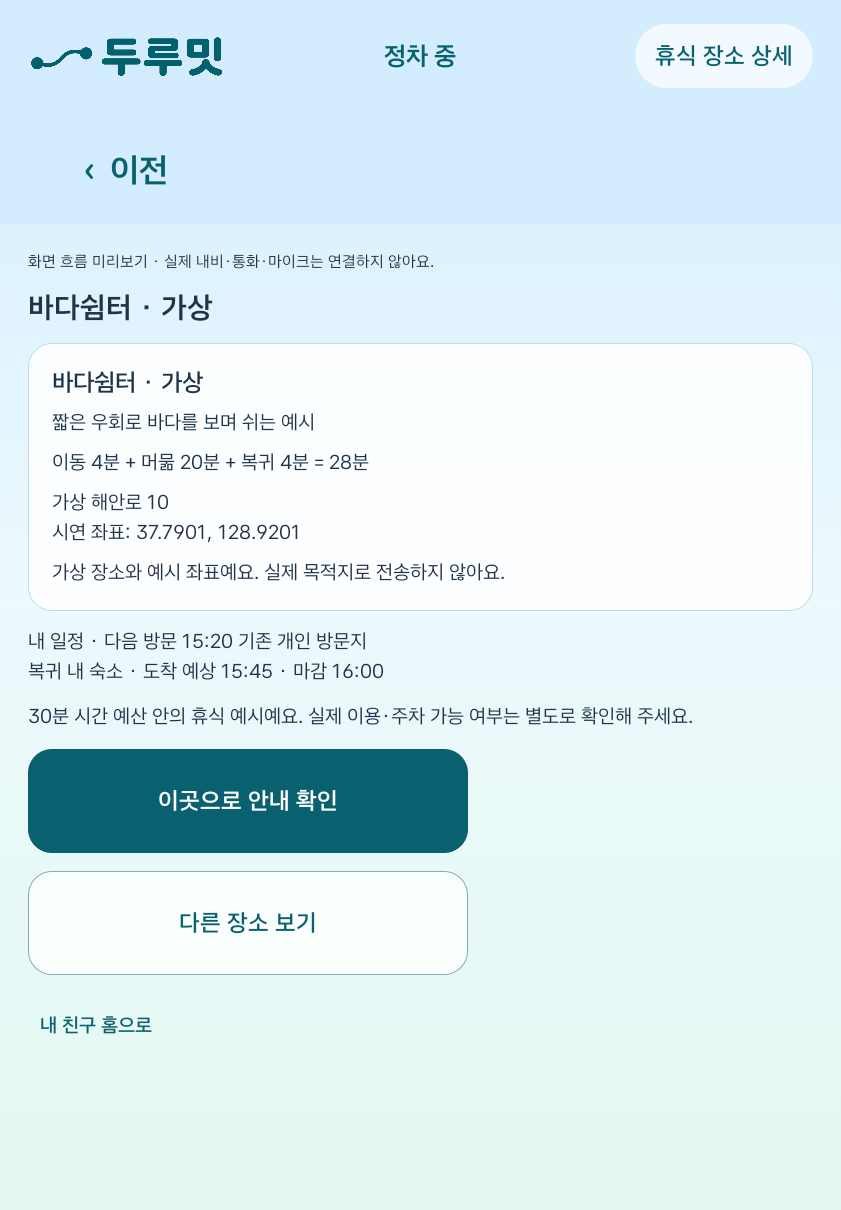 두루밋
정차 중
휴식 장소 상세
‹ 이전
화면 흐름 미리보기 · 실제 내비·통화·마이크는 연결하지 않아요.
바다쉼터 · 가상
바다쉼터 · 가상
짧은 우회로 바다를 보며 쉬는 예시
이동 4분 + 머묾 20분 + 복귀 4분 = 28분
가상 해안로 10
시연 좌표: 37.7901, 128.9201
가상 장소와 예시 좌표예요. 실제 목적지로 전송하지 않아요.
내 일정 · 다음 방문 15:20 기존 개인 방문지
복귀 내 숙소 · 도착 예상 15:45 · 마감 16:00
30분 시간 예산 안의 휴식 예시예요. 실제 이용·주차 가능 여부는 별도로 확인해 주세요.
이곳으로 안내 확인
다른 장소 보기
내 친구 홈으로